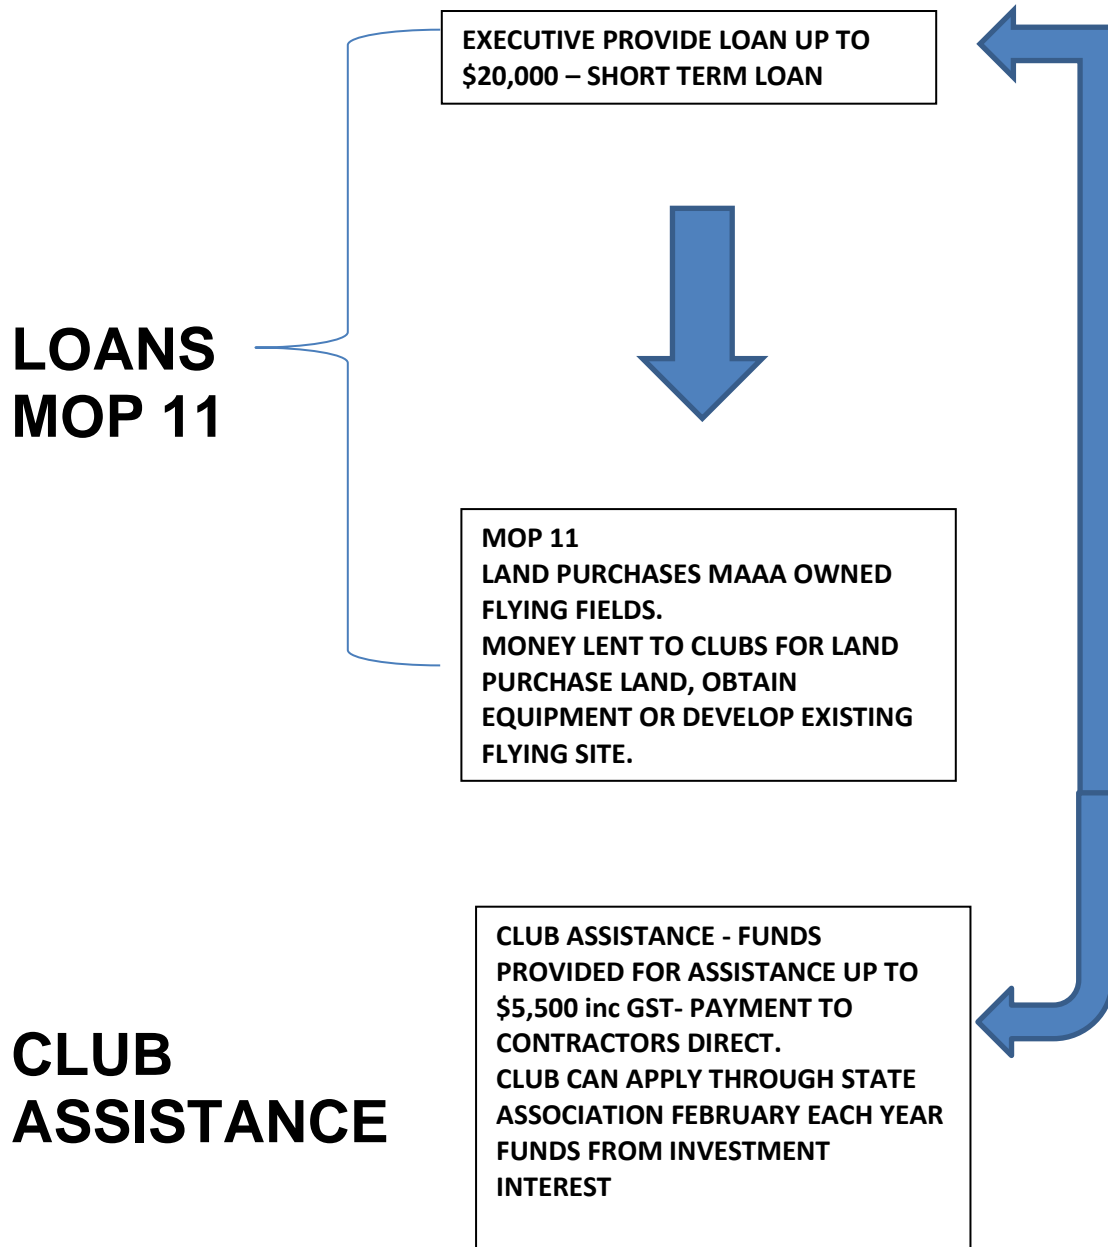 EXECUTIVE PROVIDE LOAN UP TO
$20,000 – SHORT TERM LOAN
LOANS
MOP 11
MOP 11
LAND PURCHASES MAAA OWNED
FLYING FIELDS.
MONEY LENT TO CLUBS FOR LAND
PURCHASE LAND, OBTAIN
EQUIPMENT OR DEVELOP EXISTING
FLYING SITE.
CLUB
ASSISTANCE
CLUB ASSISTANCE - FUNDS
PROVIDED FOR ASSISTANCE UP TO
$5,500 inc GST- PAYMENT TO
CONTRACTORS DIRECT.
CLUB CAN APPLY THROUGH STATE
ASSOCIATION FEBRUARY EACH YEAR
FUNDS FROM INVESTMENT
INTEREST